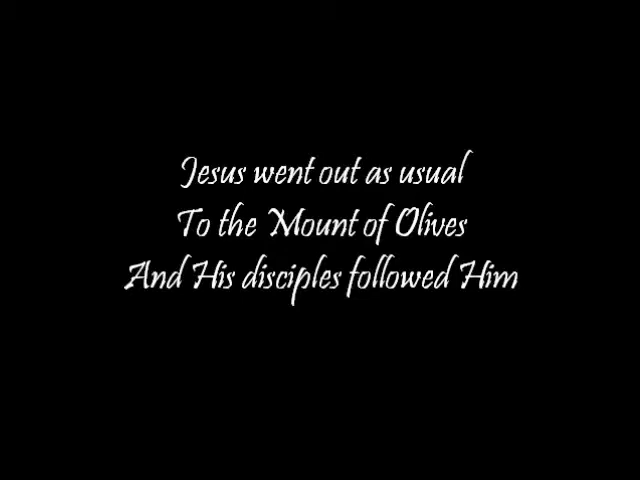 Jesus went out as usual
To the Mount of Olives
And His disciples followed Him